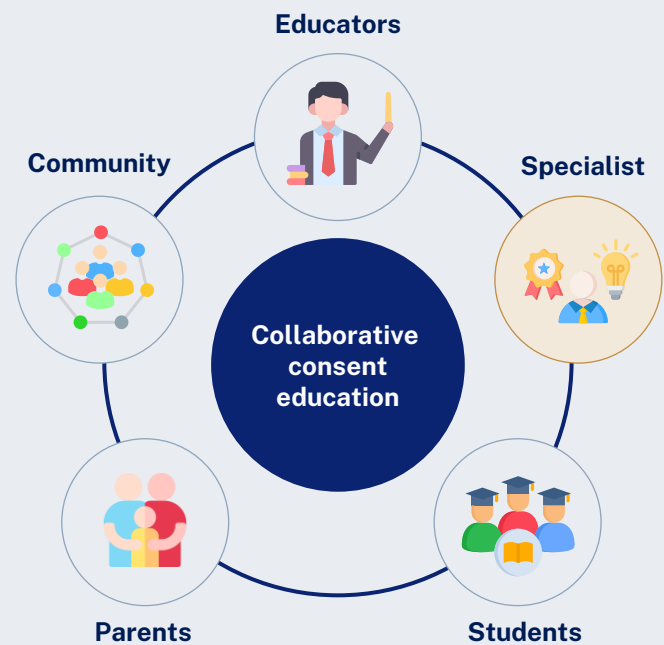 Educators
Community
Specialist
Collaborative
consent
education
Parents
Students